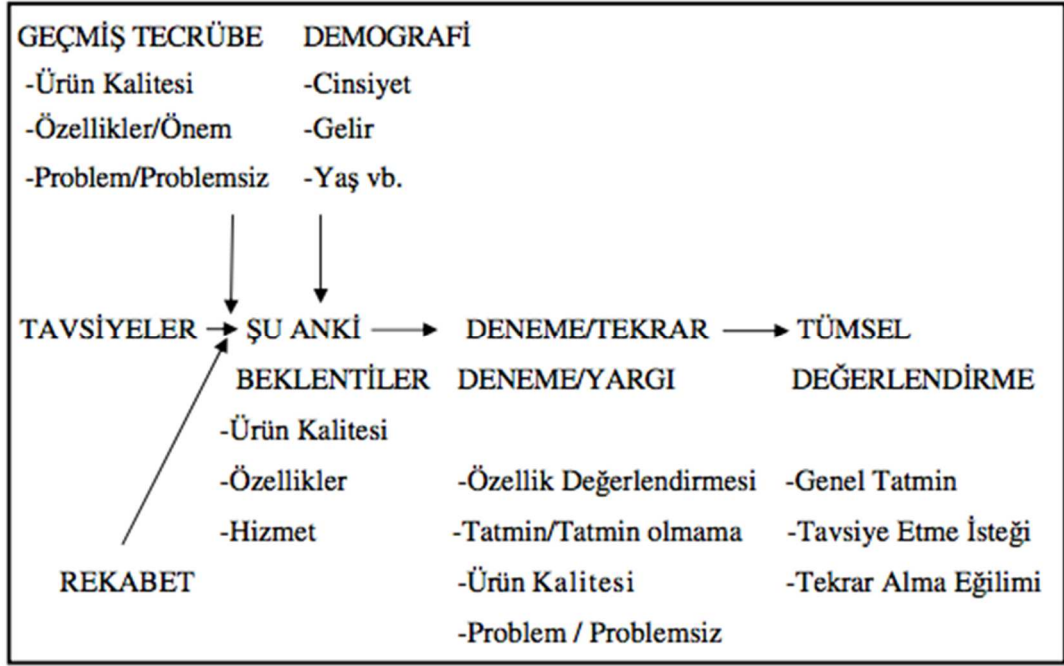 GEÇMİŞ TECRÜBE
-Ürün Kalitesi
-Özellikler/Önem
-Problem/Problemsiz
DEMOGRAFİ
-Cinsiyet
-Gelir
-Yaş vb.
TAVSİYELER
ŞU ANKİ
BEKLENTİLER
-Ürün Kalitesi
-Özellikler
-Hizmet
REKABET
DENEME/TEKRAR
DENEME/YARGI
-Özellik Değerlendirmesi
-Tatmin/Tatmin olmama
-Ürün Kalitesi
-Problem / Problemsiz
TÜMSEL
DEĞERLENDİRME
-Genel Tatmin
-Tavsiye Etme İsteği
-Tekrar Alma Eğilimi